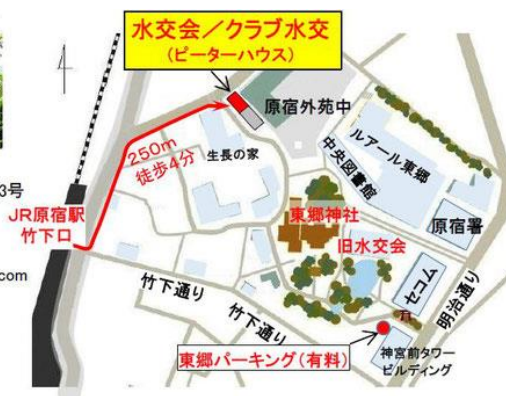 水交会／クラブ水交
(ピーターハウス)
原宿外苑中
ルアール東郷
中央図書館
生長の家
250m
徒歩4分
3号
JR原宿駅
竹下口
東郷神社
原宿署
旧水交会
com
セコム
明治通り
竹下通り
竹下通り
東郷パーキング(有料)
神宮前タワー
ビルディング